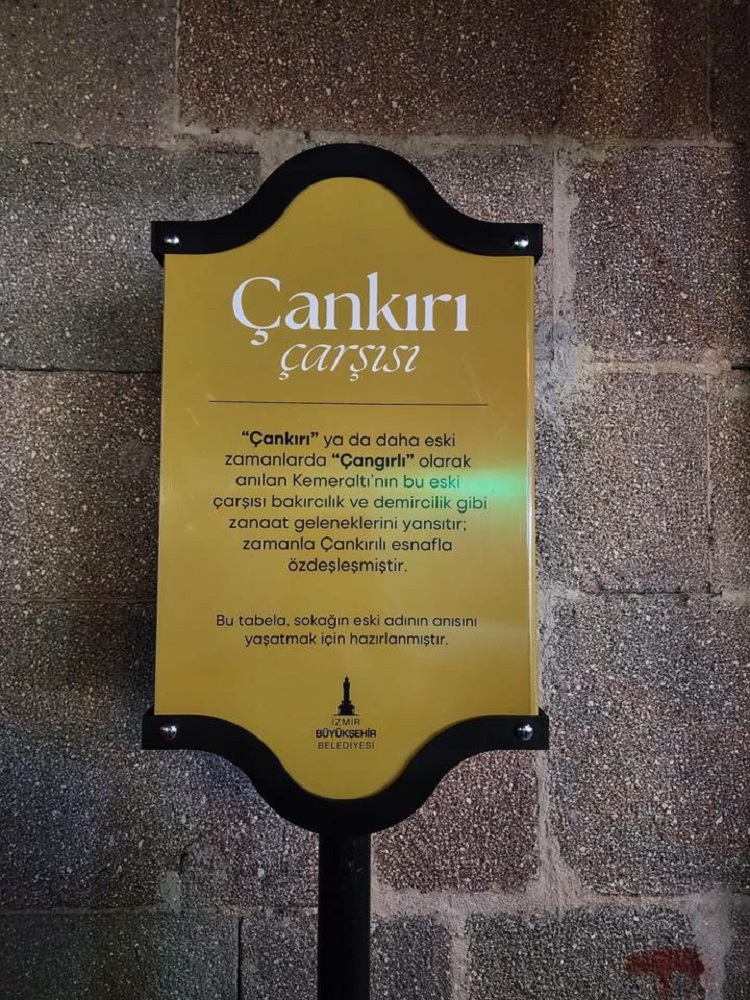 Çankırı
çarşısı
“Çankırı” ya da daha eski
zamanlarda “Çangırlı” olarak
anılan Kemeraltı’nın bu eski
çarşısı bakırcılık ve demircilik gibi
zanaat geleneklerini yansıtır;
zamanla Çankırılı esnafla
özdeşleşmiştir.
Bu tabela, sokağın eski adının anısını
yaşatmak için hazırlanmıştır.
İZMİR
BÜYÜKŞEHİR
BELEDİYESİ